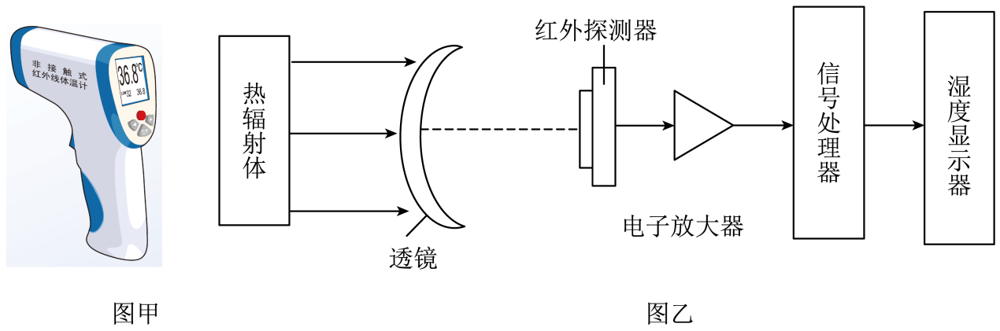 非接触式
红外线体温计
36.8℃
32 36.8
热辐射体
透镜
红外探测器
电子放大器
信号处理器
湿度显示器
图甲
图乙